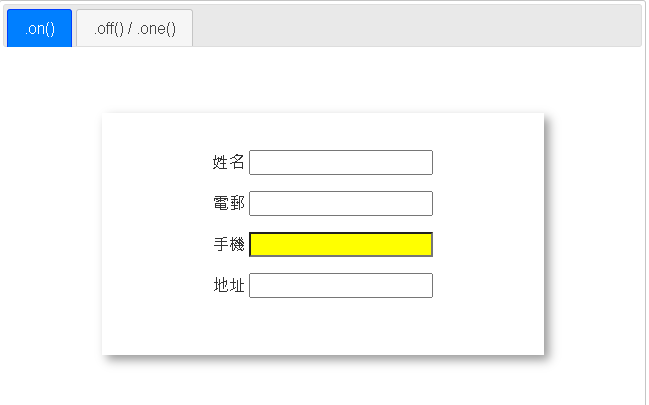 .on() .off() / .one()
姓名
電郵
手機
地址